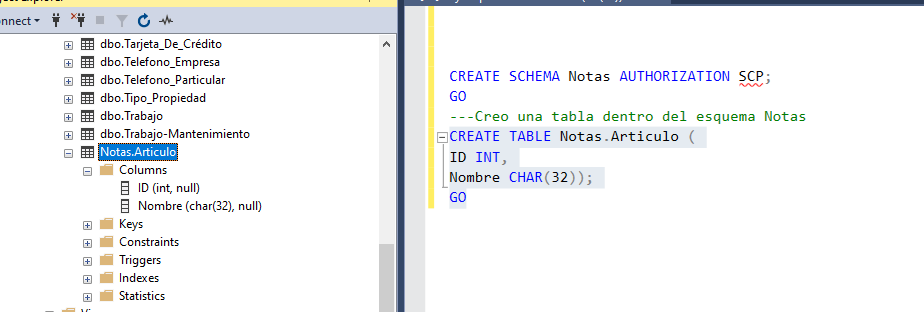 onnect
dbo.Tarjeta_De_Crédito
dbo.Telefono_Empresa
dbo.Telefono_Particular
dbo.Tipo_Propiedad
dbo.Trabajo
dbo.Trabajo-Mantenimiento
Notas.Articulo
Columns
ID (int, null)
Nombre (char(32), null)
Keys
Constraints
Triggers
Indexes
Statistics
CREATE SCHEMA Notas AUTHORIZATION SCP;
GO
---Creo una tabla dentro del esquema Notas
CREATE TABLE Notas.Articulo (
ID INT,
Nombre CHAR(32));
GO